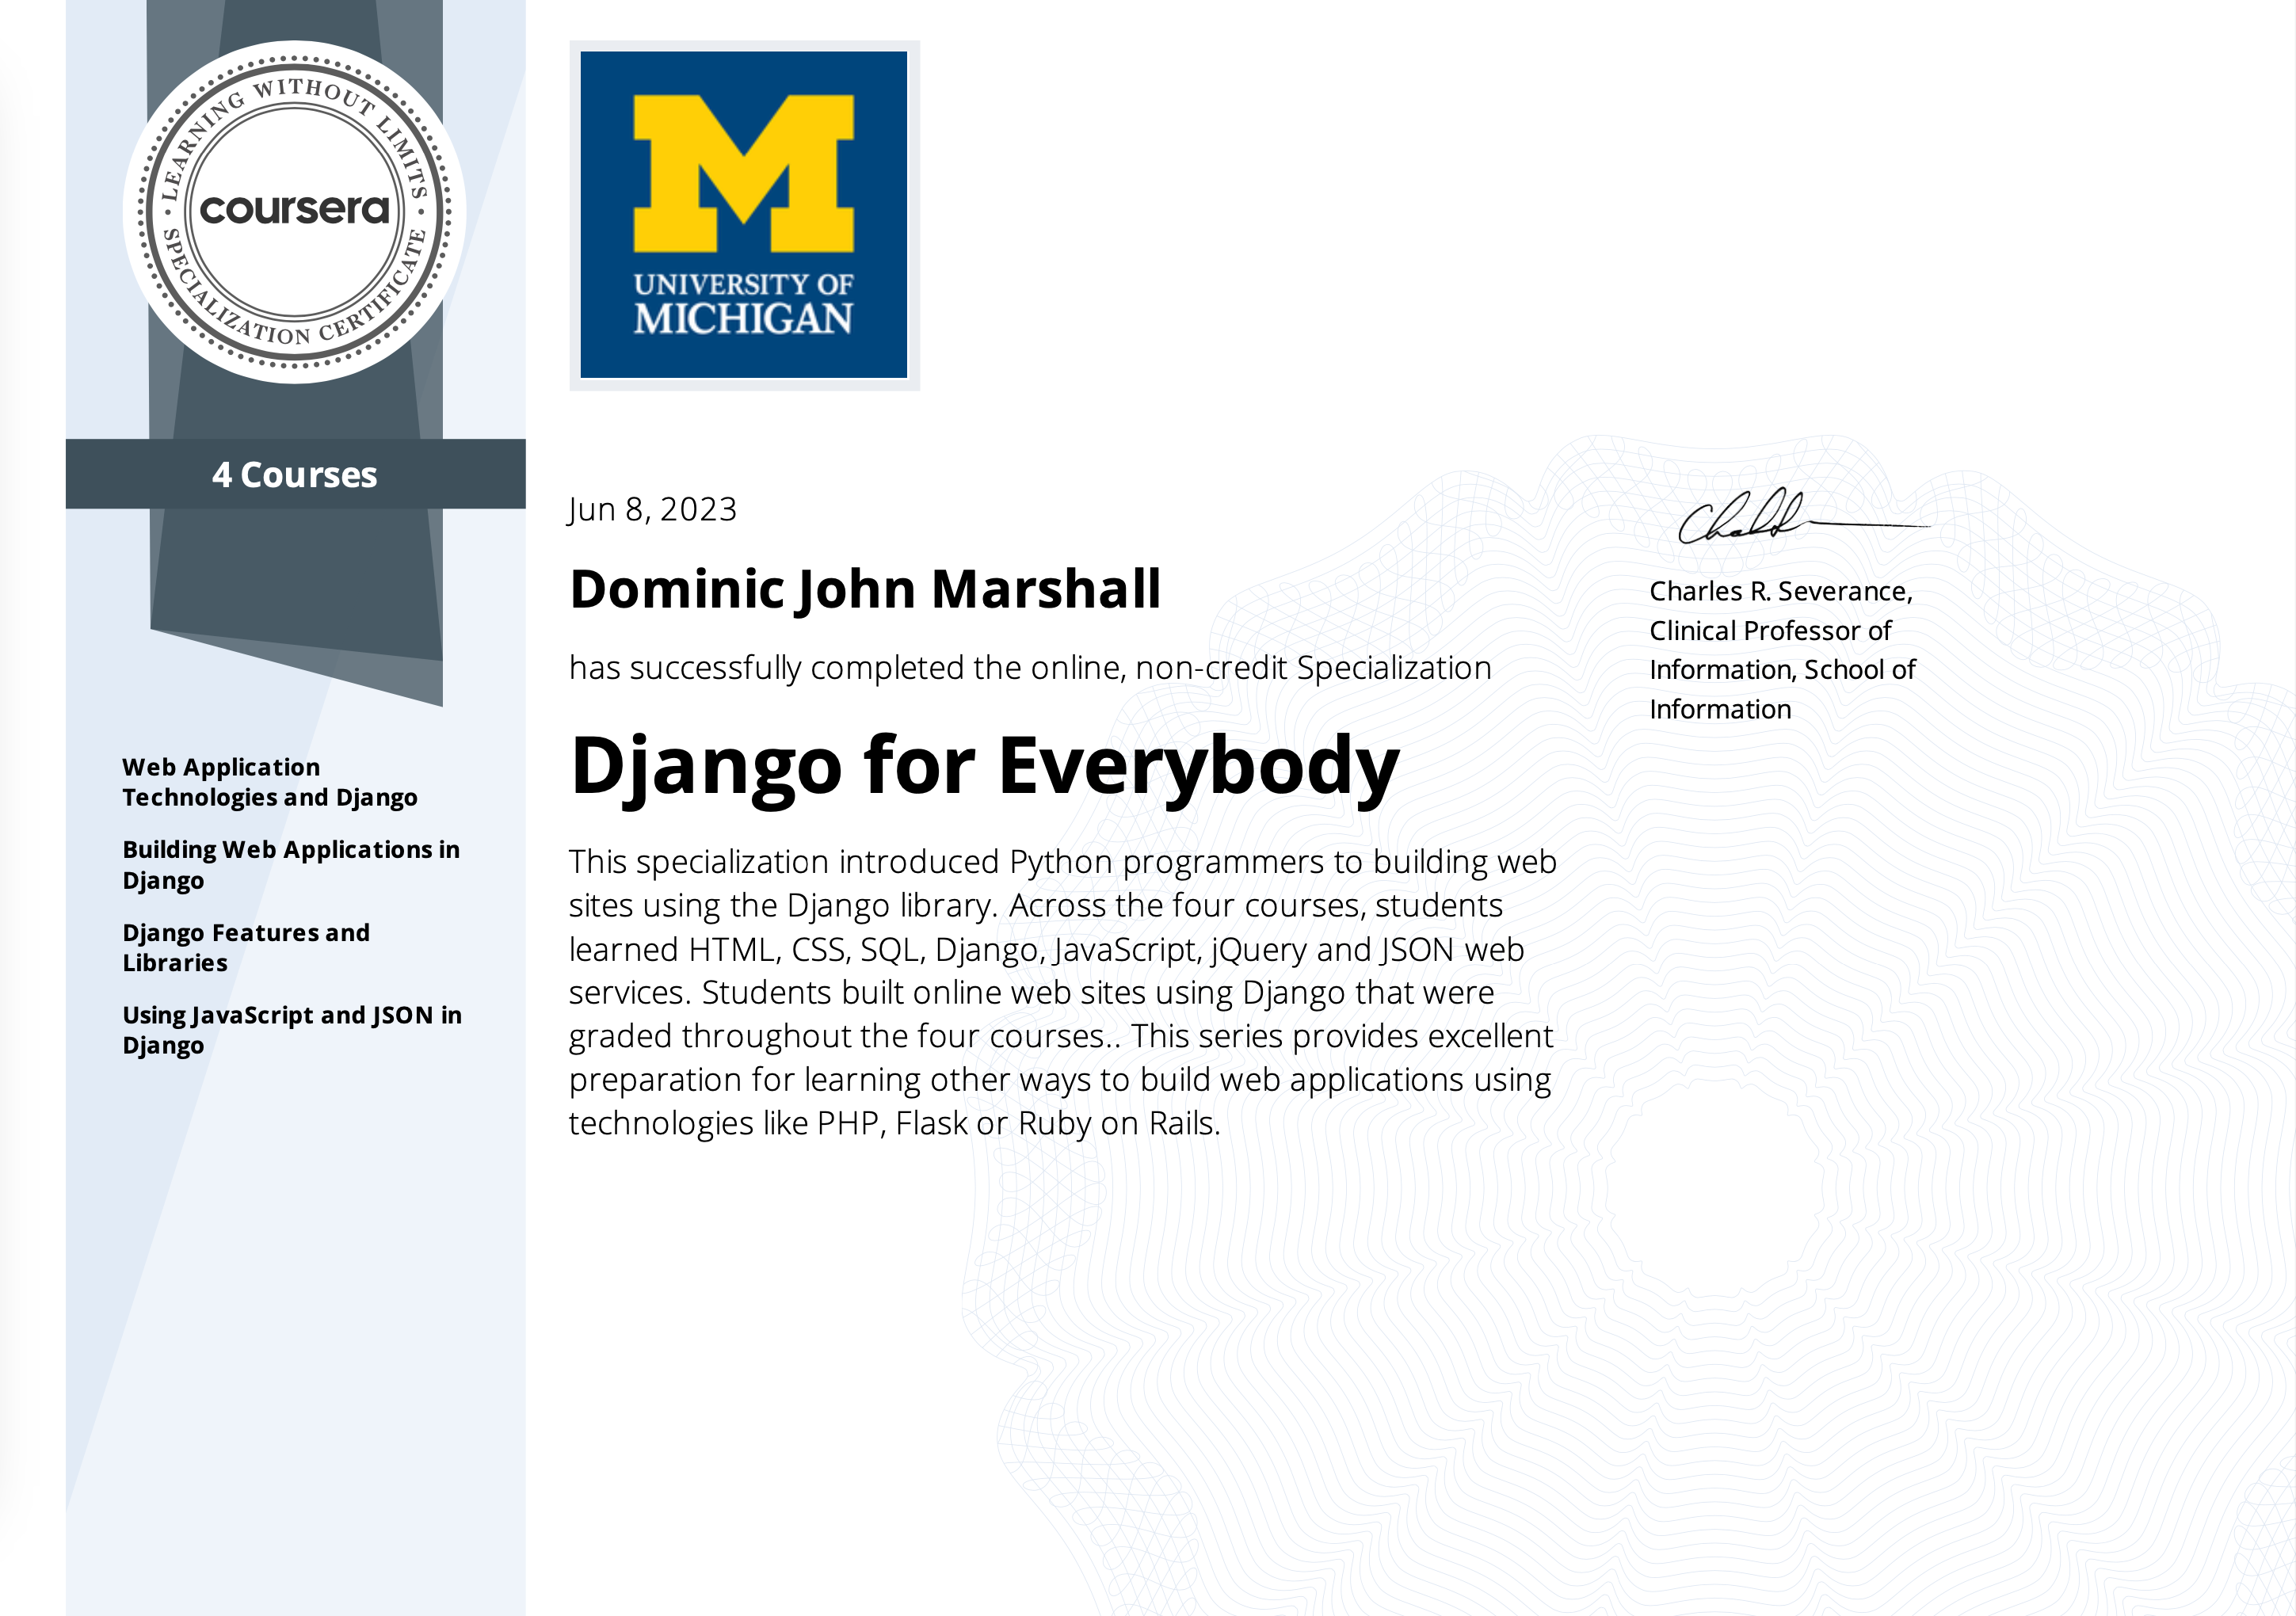 LEARNING WITHOUT LIMITS
coursera
SPECIALIZATION CERTIFICATE
4 Courses
Web Application
Technologies and Django
Building Web Applications in
Django
Django Features and
Libraries
Using JavaScript and JSON in
Django
M
UNIVERSITY OF
MICHIGAN
Jun 8, 2023
Dominic John Marshall
has successfully completed the online, non-credit Specialization
Django for Everybody
This specialization introduced Python programmers to building web
sites using the Django library. Across the four courses, students
learned HTML, CSS, SQL, Django, JavaScript, jQuery and JSON web
services. Students built online web sites using Django that were
graded throughout the four courses.. This series provides excellent
preparation for learning other ways to build web applications using
technologies like PHP, Flask or Ruby on Rails.
Charles R. Severance,
Clinical Professor of
Information, School of
Information